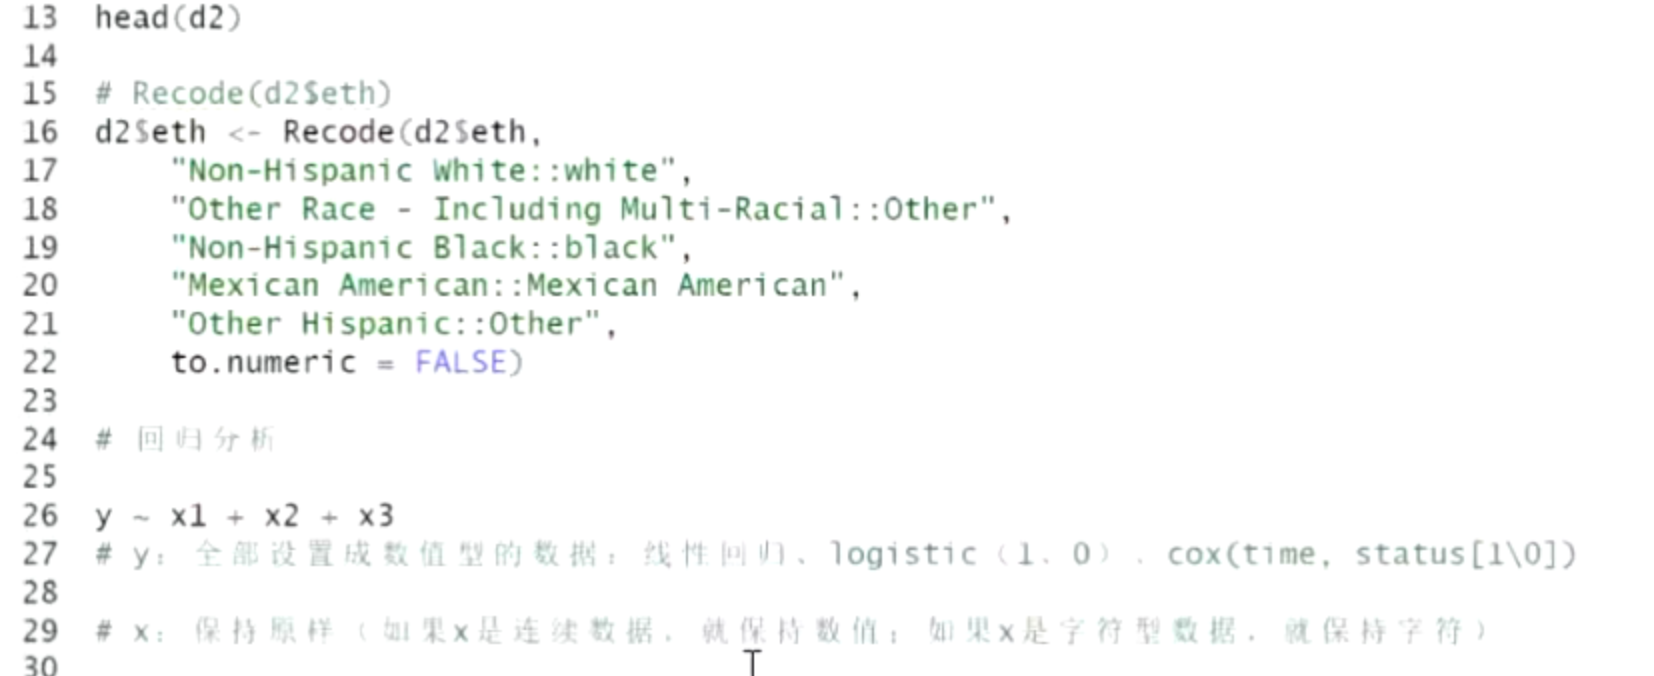 13 head(d2)
14
15 # Recode(d2$eth)
16 d2$eth <- Recode(d2$eth,
17 "Non-Hispanic White::white",
18 "Other Race - Including Multi-Racial::Other",
19 "Non-Hispanic Black::black",
20 "Mexican American::Mexican American",
21 "Other Hispanic::Other",
22 to.numeric = FALSE)
23
24 # 回归分析
25
26 y ~ x1 + x2 + x3
27 # y：全部设置成数值型的数据：线性回归、logistic（1、0）、cox(time, status[1\0])
28
29 # x：保持原样（如果x是连续数据，就保持数值；如果x是字符型数据，就保持字符）
30